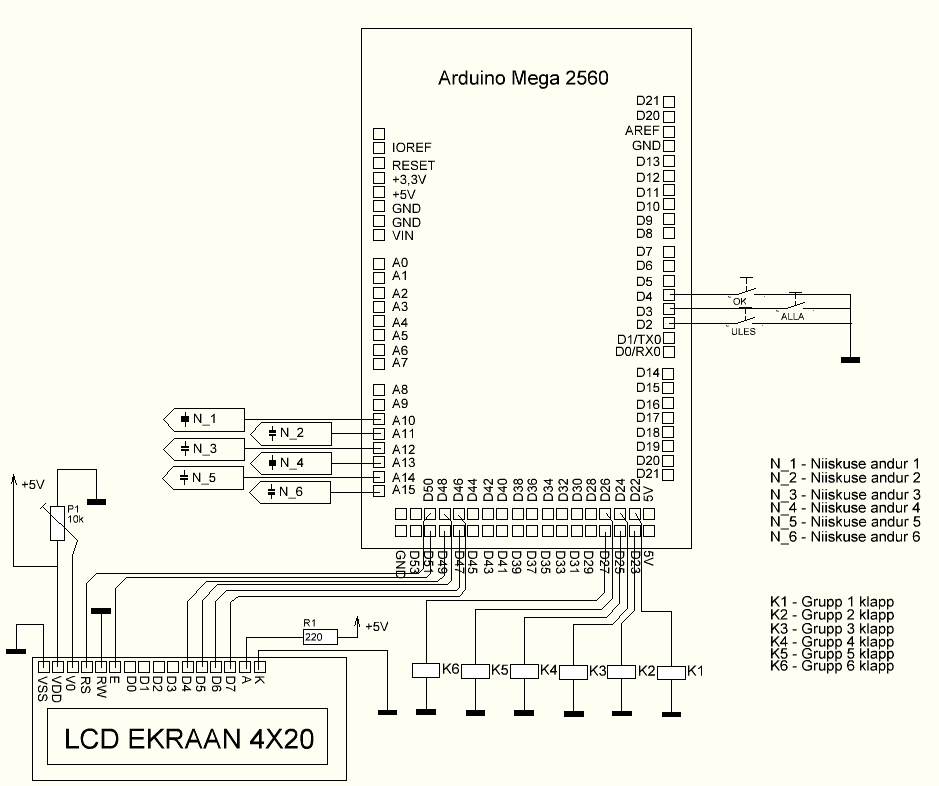 Arduino Mega 2560
IOREF
RESET
+3,3V
+5V
GND
GND
VIN
A0
A1
A2
A3
A4
A5
A6
A7
A8
A9
A10
A11
A12
A13
A14
A15
D21
D20
AREF
GND
D13
D12
D11
D10
D9
D8
D7
D6
D5
D4
D3
D2
D1/TX0
D0/RX0
D14
D15
D16
D17
D18
D19
D20
D21
OK
ALLA
ULES
N_1
N_2
N_3
N_4
N_5
N_6
D50
D48
D46
D44
D42
D40
D38
D36
D34
D32
D30
D28
D26
D24
D22
5V
GND
D53
D51
D49
D47
D45
D43
D41
D39
D37
D35
D33
D31
D29
D27
D25
D23
5V
N_1 - Niiskuse andur 1
N_2 - Niiskuse andur 2
N_3 - Niiskuse andur 3
N_4 - Niiskuse andur 4
N_5 - Niiskuse andur 5
N_6 - Niiskuse andur 6
K1 - Grupp 1 klapp
K2 - Grupp 2 klapp
K3 - Grupp 3 klapp
K4 - Grupp 4 klapp
K5 - Grupp 5 klapp
K6 - Grupp 6 klapp
+5V
P1
10k
R1
220
+5V
K6
K5
K4
K3
K2
K1
VSS
VDD
V0
RS
RW
E
D0
D1
D2
D3
D4
D5
D6
D7
A
K
LCD EKRAAN 4X20